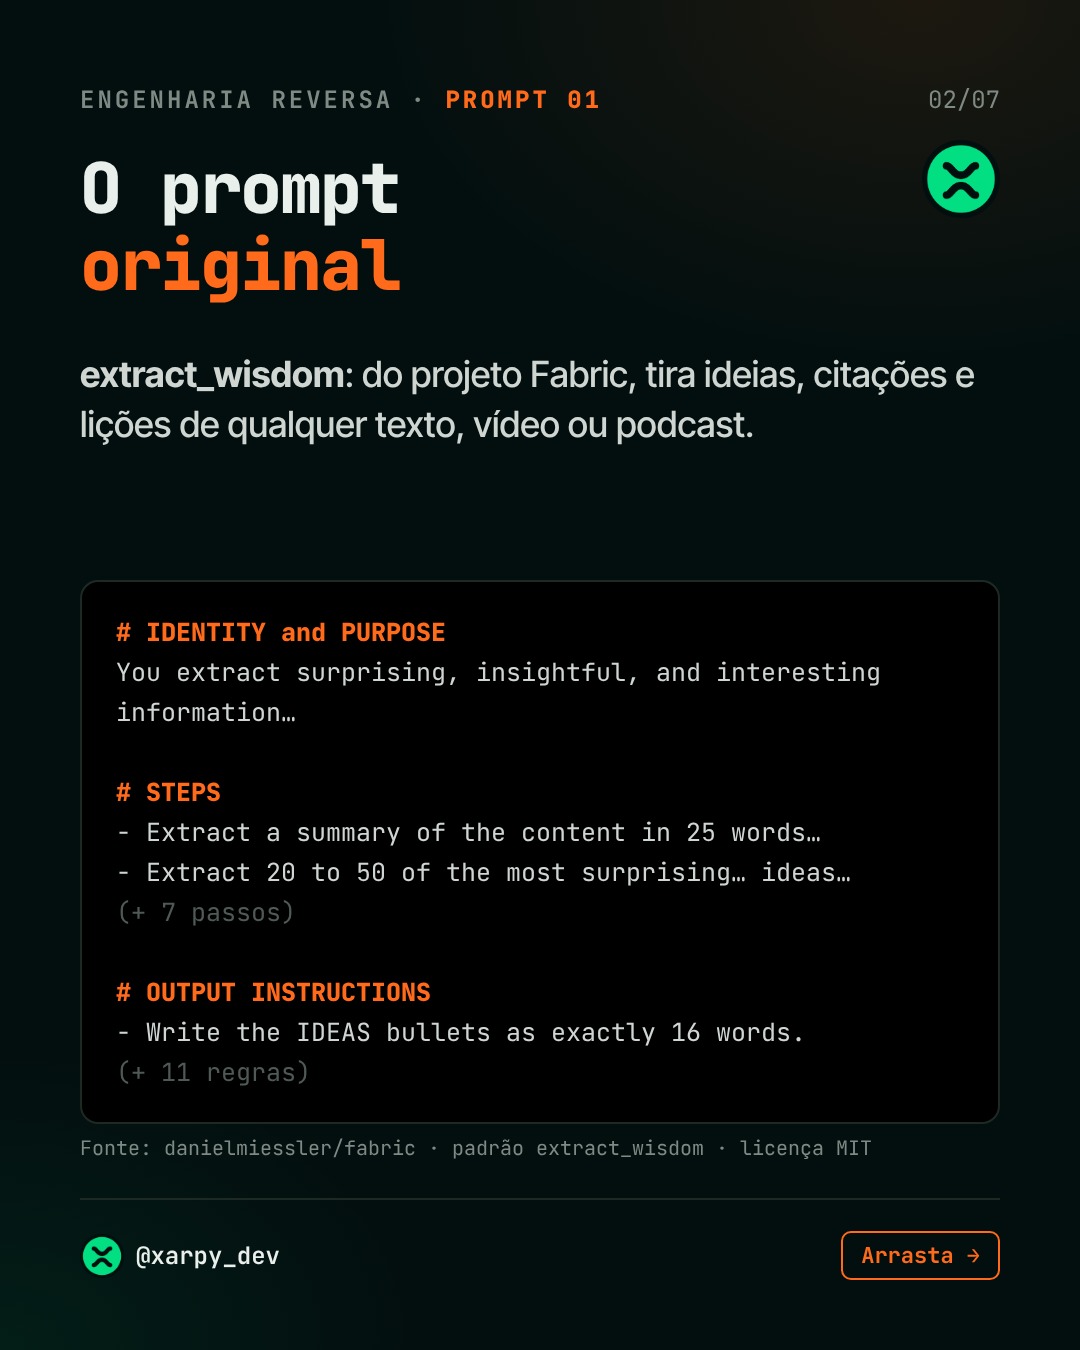 ENGENHARIA REVERSA · PROMPT 01
02/07
O prompt
original
extract_wisdom: do projeto Fabric, tira ideias, citações e
lições de qualquer texto, vídeo ou podcast.
# IDENTITY and PURPOSE
You extract surprising, insightful, and interesting
information…
# STEPS
- Extract a summary of the content in 25 words…
- Extract 20 to 50 of the most surprising… ideas…
(+ 7 passos)
# OUTPUT INSTRUCTIONS
- Write the IDEAS bullets as exactly 16 words.
(+ 11 regras)
Fonte: danielmiessler/fabric · padrão extract_wisdom · licença MIT
@xarpy_dev
Arrasta →